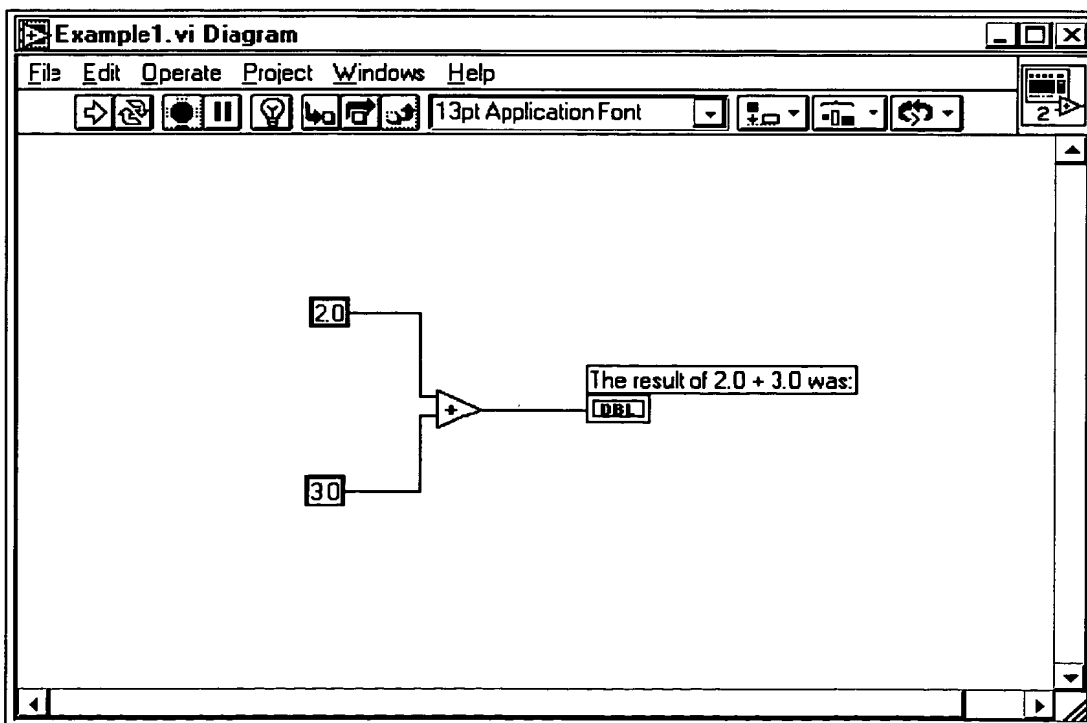 Example1.vi Diagram
File Edit Operate Project Windows Help
13pt Application Font
2
2.0
The result of 2.0 + 3.0 was:
+
DBL
3.0